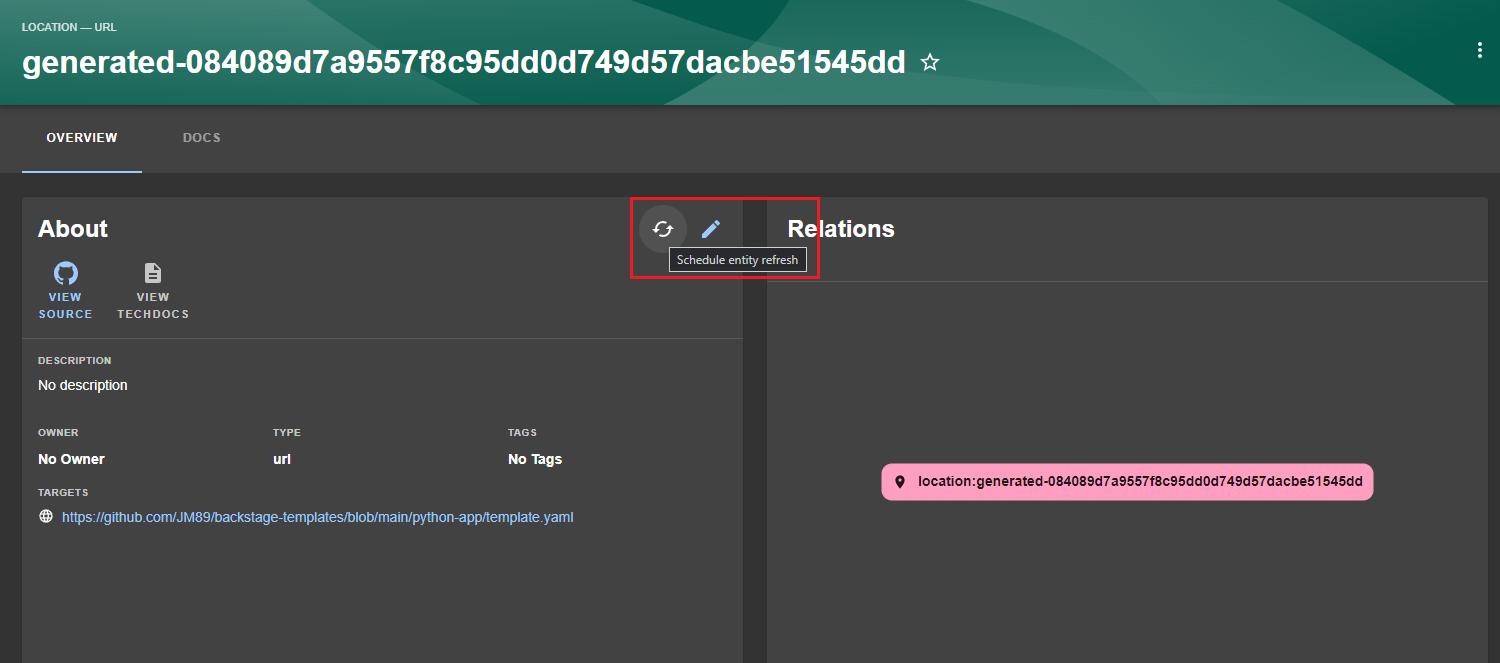 LOCATION — URL
generated-084089d7a9557f8c95dd0d749d57dacbe51545dd
OVERVIEW
DOCS
About
Schedule entity refresh
VIEW
SOURCE
VIEW
TECHDOCS
DESCRIPTION
No description
OWNER
No Owner
TYPE
url
TAGS
No Tags
TARGETS
https://github.com/JM89/backstage-templates/blob/main/python-app/template.yaml
Relations
location:generated-084089d7a9557f8c95dd0d749d57dacbe51545dd